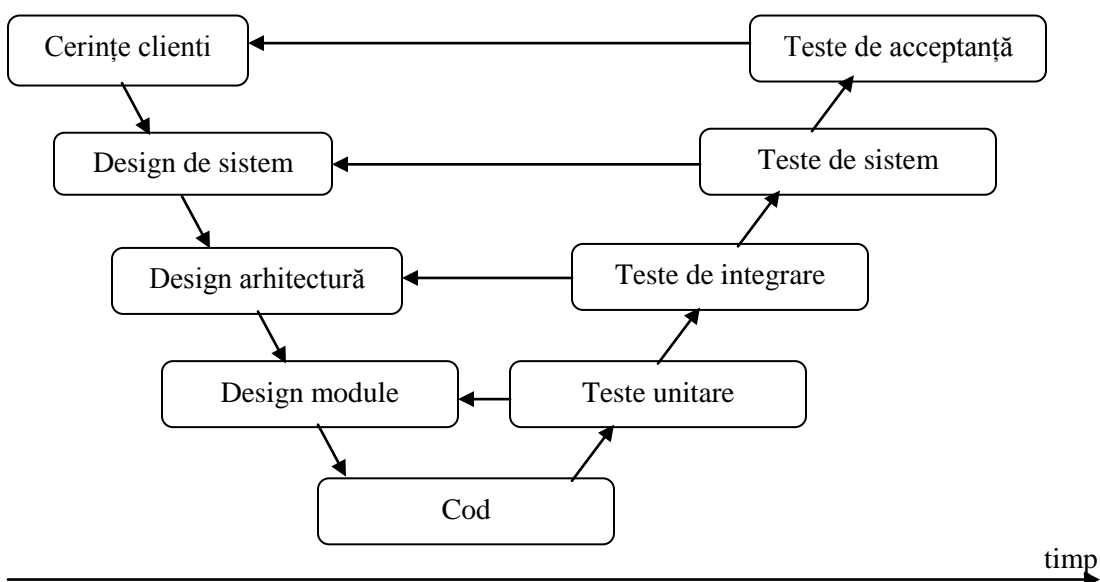 Cerințe clienti
Teste de acceptanță
Design de sistem
Teste de sistem
Design arhitectură
Teste de integrare
Design module
Teste unitare
Cod
timp